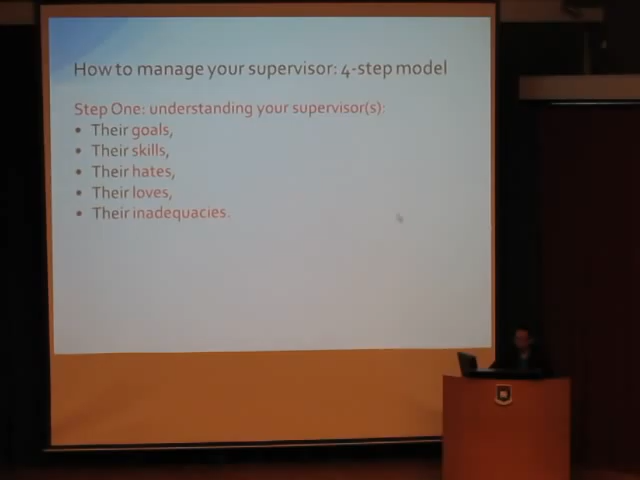 How to manage your supervisor: 4-step model
Step One: understanding your supervisor(s):
• Their goals,
• Their skills,
• Their hates,
• Their loves,
• Their inadequacies.